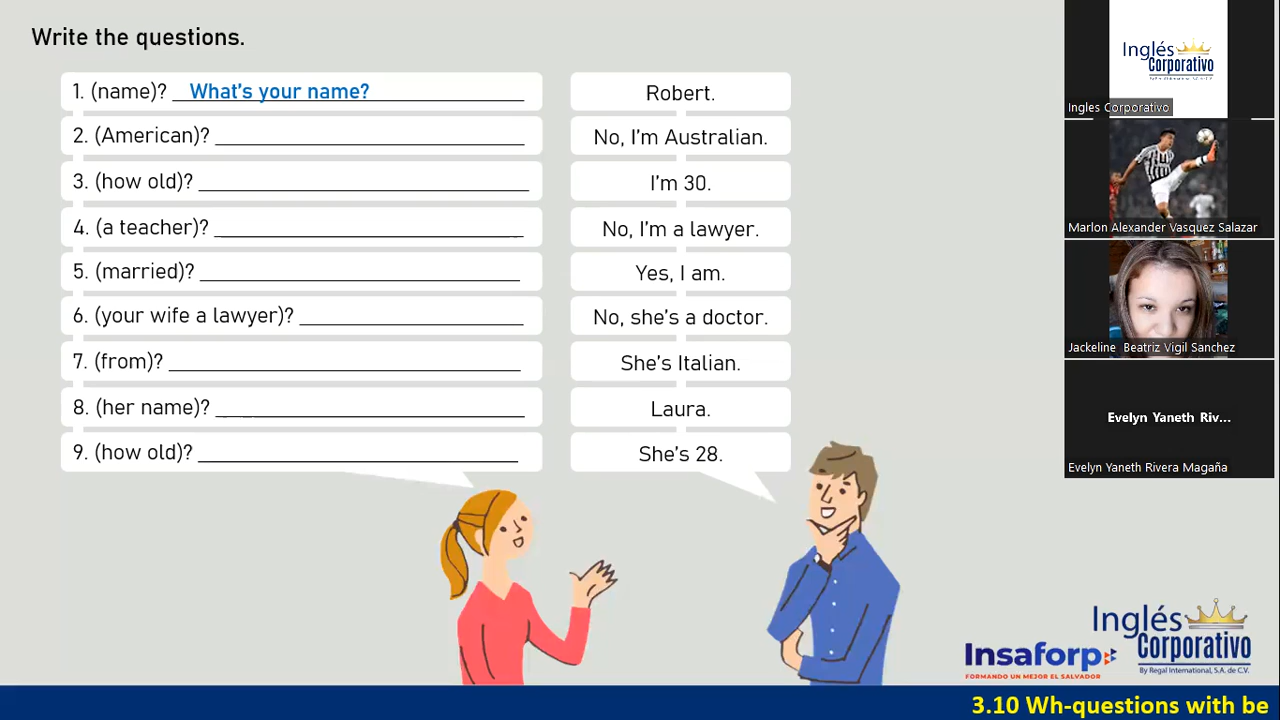 Write the questions.
1. (name)? What's your name?
Robert.
2. (American)?
No, I'm Australian.
3. (how old)?
I'm 30.
4. (a teacher)?
No, I'm a lawyer.
5. (married)?
Yes, I am.
6. (your wife a lawyer)?
No, she's a doctor.
7. (from)?
She's Italian.
8. (her name)?
Laura.
9. (how old)?
She's 28.
Inglés
Corporativo
Ingles Corporativo
Marlon Alexander Vasquez Salazar
Jackeline Beatriz Vigil Sanchez
Evelyn Yaneth Riv...
Evelyn Yaneth Rivera Magaña
Insaforp
FORMANDO UN MEJOR EL SALVADOR
Inglés
Corporativo
By Regal International, S.A. de C.V.
3.10 Wh-questions with be